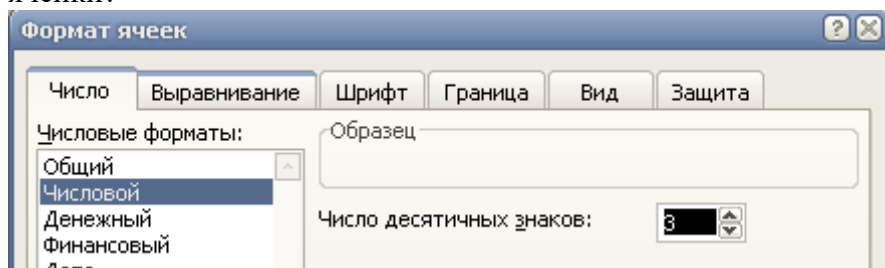 Формат ячеек
Число Выравнивание Шрифт Граница Вид Защита
Числовые форматы:
Образец
Общий
Числовой
Число десятичных знаков: 3
Денежный
Финансовый